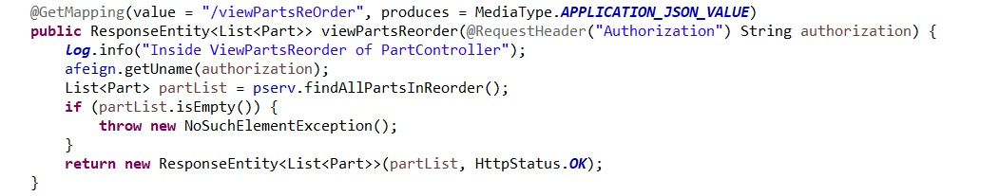 @GetMapping(value = "/viewPartsReOrder", produces = MediaType.APPLICATION_JSON_VALUE)
public ResponseEntity<List<Part>> viewPartsReorder(@RequestHeader("Authorization") String authorization) {
    log.info("Inside ViewPartsReorder of PartController");
    afeign.getUname(authorization);
    List<Part> partList = pserv.findAllPartsInReorder();
    if (partList.isEmpty()) {
        throw new NoSuchElementException();
    }
    return new ResponseEntity<List<Part>>(partList, HttpStatus.OK);
}